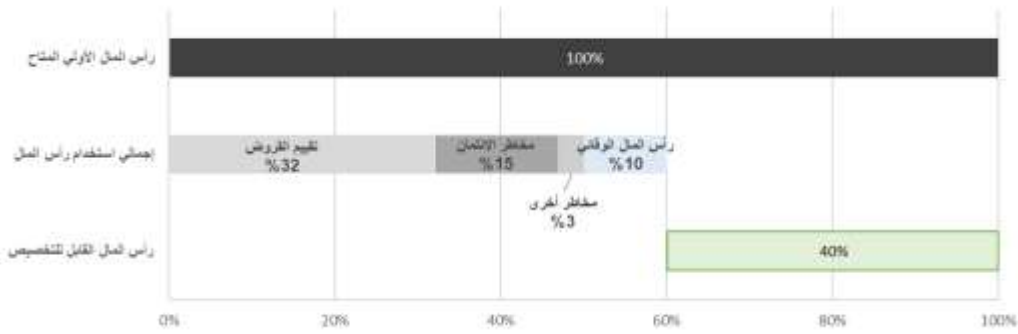 رأس المال الأولي المتاح
100%
إجمالي استخدام رأس المال
تقييم القروض
%32
مخاطر الائتمان
%15
رأس المال الوقائي
%10
مخاطر أخرى
%3
رأس المال القابل للتخصيص
40%
0% 20% 40% 60% 80% 100%